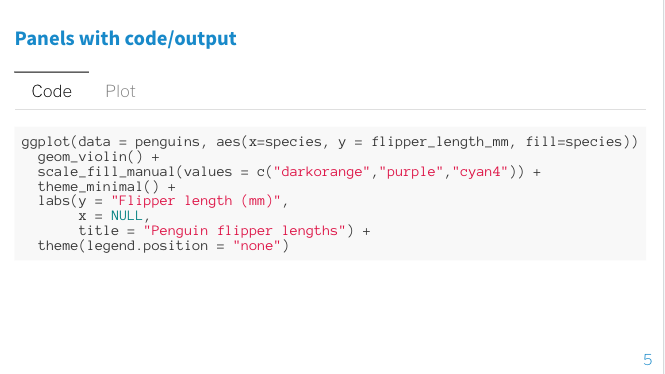 Panels with code/output
Code Plot
ggplot(data = penguins, aes(x=species, y = flipper_length_mm, fill=species))
  geom_violin() +
  scale_fill_manual(values = c("darkorange","purple","cyan4")) +
  theme_minimal() +
  labs(y = "Flipper length (mm)",
       x = NULL,
       title = "Penguin flipper lengths") +
  theme(legend.position = "none")
5